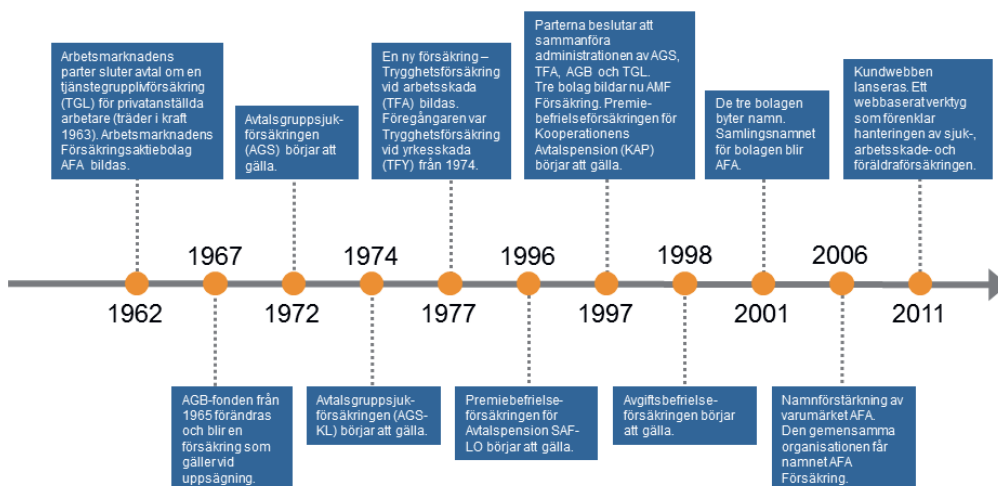 Arbetsmarknadens
parter sluter avtal om en
tjänstegrupplivförsäkring
(TGL) för privatanställda
arbetare (träder i kraft
1963). Arbetsmarknadens
Försäkringsaktiebolag
AFA bildas.
Avtalsgruppsjuk-
försäkringen
(AGS) börjar att
gälla.
En ny försäkring –
Trygghetsförsäkring
vid arbetsskada
(TFA) bildas.
Föregångaren var
Trygghetsförsäkring
vid yrkesskada
(TFY) från 1974.
Parterna beslutar att
sammanföra
administrationen av AGS,
TFA, AGB och TGL.
Tre bolag bildar nu AMF
Försäkring. Premie-
befrielseförsäkringen för
Kooperationens
Avtalspension (KAP)
börjar att gälla.
De tre bolagen
byter namn.
Samlingsnamnet
för bolagen blir
AFA.
Kundwebben
lanseras. Ett
webbaserat verktyg
som förenklar
hanteringen av sjuk-,
arbetsskade- och
föräldraförsäkringen.
1967
1974
1996
1998
2006
1962
1972
1977
1997
2001
2011
AGB-fonden från
1965 förändras
och blir en
försäkring som
gäller vid
uppsägning.
Avtalsgruppsjuk-
försäkringen (AGS-
KL) börjar att gälla.
Premiebefrielse-
försäkringen för
Avtalspension SAF-
LO börjar att gälla.
Avgiftsbefrielse-
försäkringen börjar
att gälla.
Namnförstärkning av
varumärket AFA.
Den gemensamma
organisationen får
namnet AFA
Försäkring.